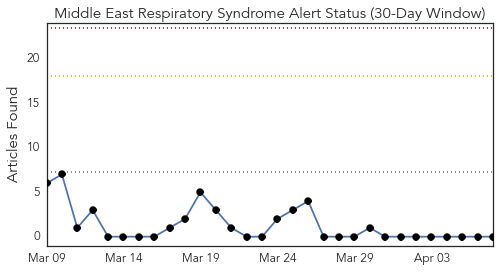 Middle East Respiratory Syndrome Alert Status (30-Day Window)
Articles Found
20
15
10
5
0
Mar 09 Mar 14 Mar 19 Mar 24 Mar 29 Apr 03